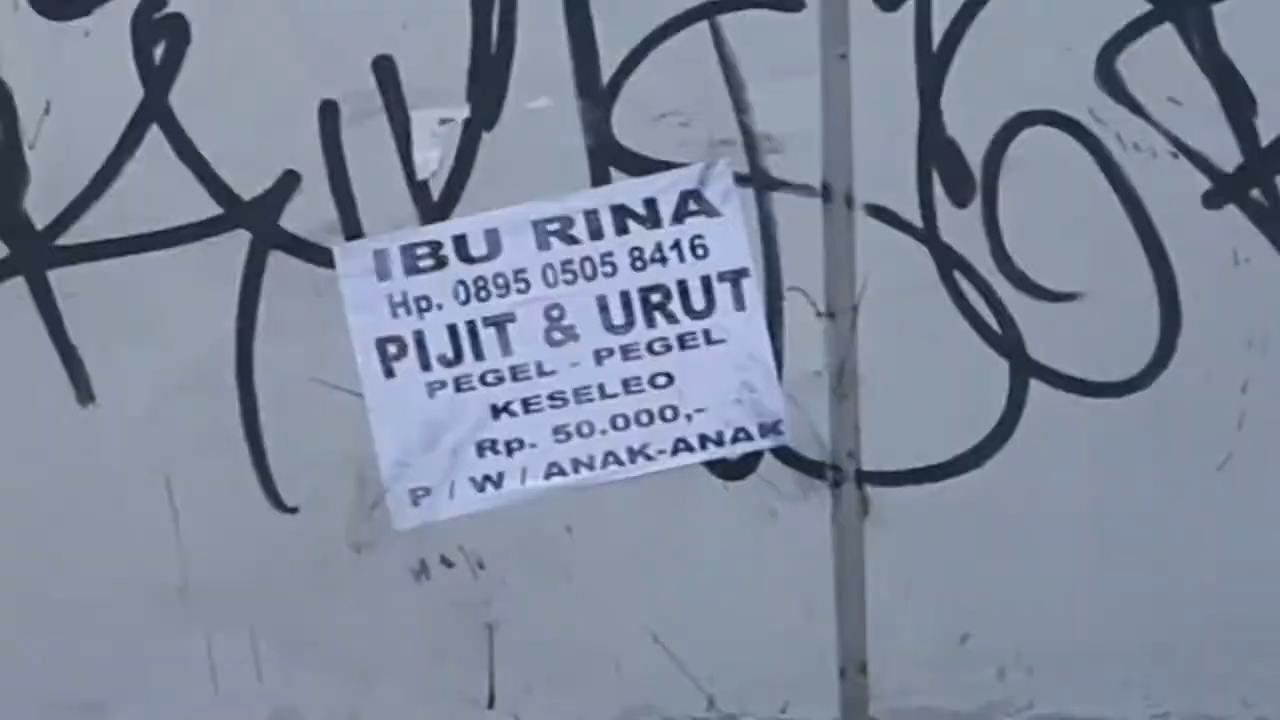 IBU RINA
Hp. 0895 0505 8416
PIJIT & URUT
PEGEL - PEGEL
KESELEO
Rp. 50.000,-
P / W / ANAK-ANAK